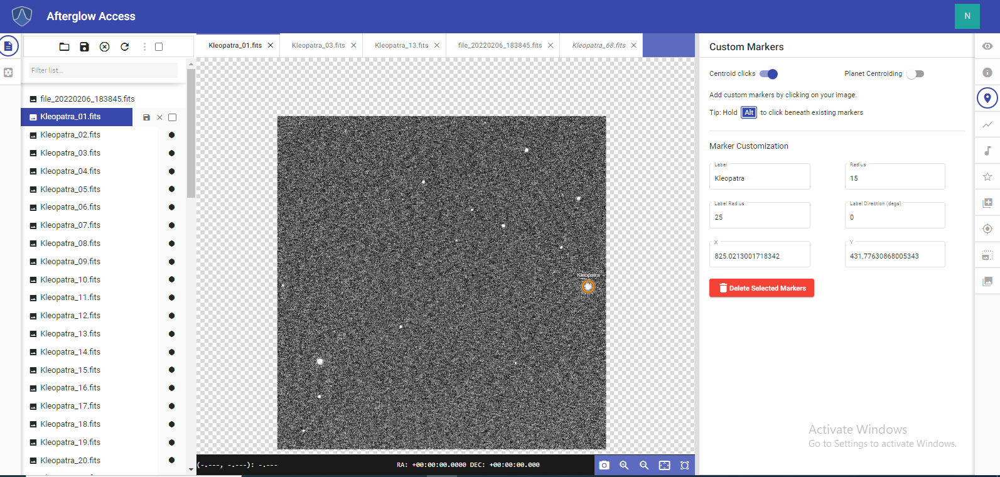 Afterglow Access
N
Filter list...
file_20220206_183845.fits
Kleopatra_01.fits
Kleopatra_02.fits
Kleopatra_03.fits
Kleopatra_04.fits
Kleopatra_05.fits
Kleopatra_06.fits
Kleopatra_07.fits
Kleopatra_08.fits
Kleopatra_09.fits
Kleopatra_10.fits
Kleopatra_11.fits
Kleopatra_12.fits
Kleopatra_13.fits
Kleopatra_14.fits
Kleopatra_15.fits
Kleopatra_16.fits
Kleopatra_17.fits
Kleopatra_18.fits
Kleopatra_19.fits
Kleopatra_20.fits
Kleopatra_01.fits Kleopatra_03.fits Kleopatra_13.fits file_20220206_183845.fits Kleopatra_68.fits
Kleopatra
(-.---, -.---): -.--- RA: +00:00:00.0000 DEC: +00:00:00.000
Custom Markers
Centroid clicks Planet Centroiding
Add custom markers by clicking on your image.
Tip: Hold Alt to click beneath existing markers
Marker Customization
Label Radius
Kleopatra 15
Label Radius Label Direction (degs)
25 0
X Y
825.0213001718342 431.77630868005343
Delete Selected Markers
Activate Windows
Go to Settings to activate Windows.